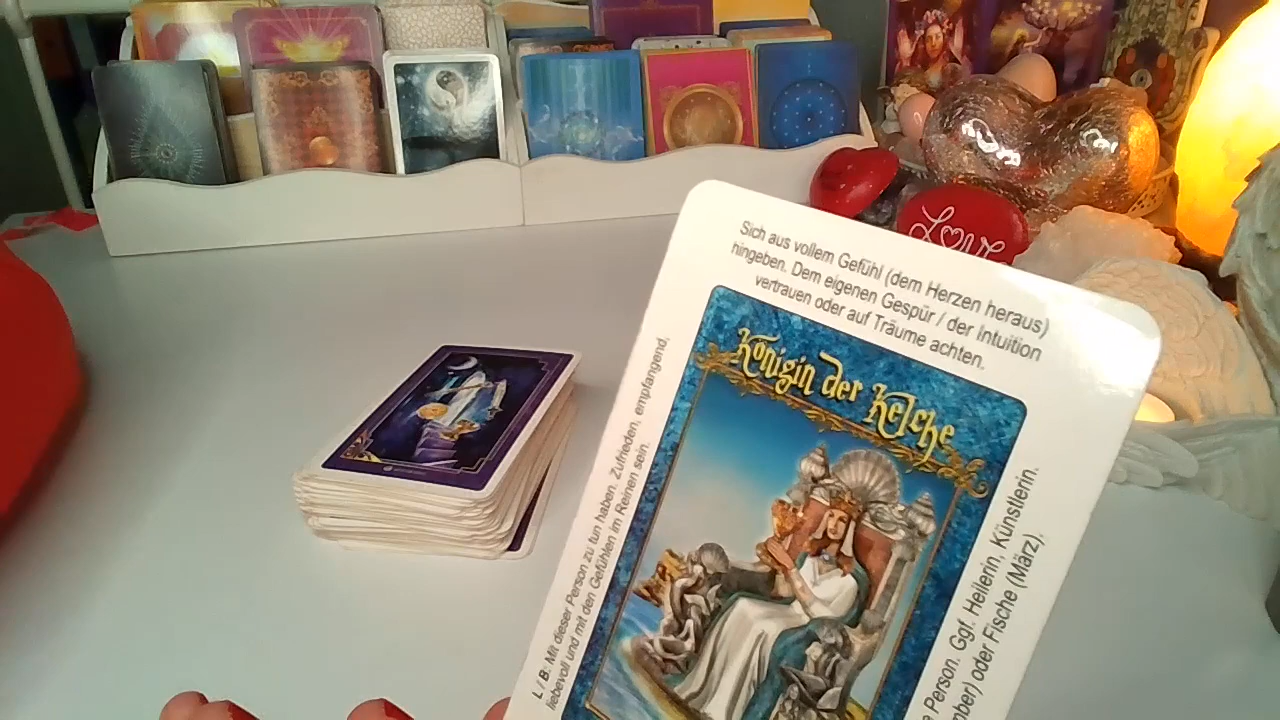 Sich aus vollem Gefühl (dem Herzen heraus)
hingeben. Dem eigenen Gespür / der Intuition
vertrauen oder auf Träume achten.
Königin der Kelche
L / B: Mit dieser Person zu tun haben. Zufrieden, empfangend,
liebevoll und mit den Gefühlen im Reinen sein.
Person. Ggf. Heilerin, Künstlerin.
oder Fische (März).
LOVE